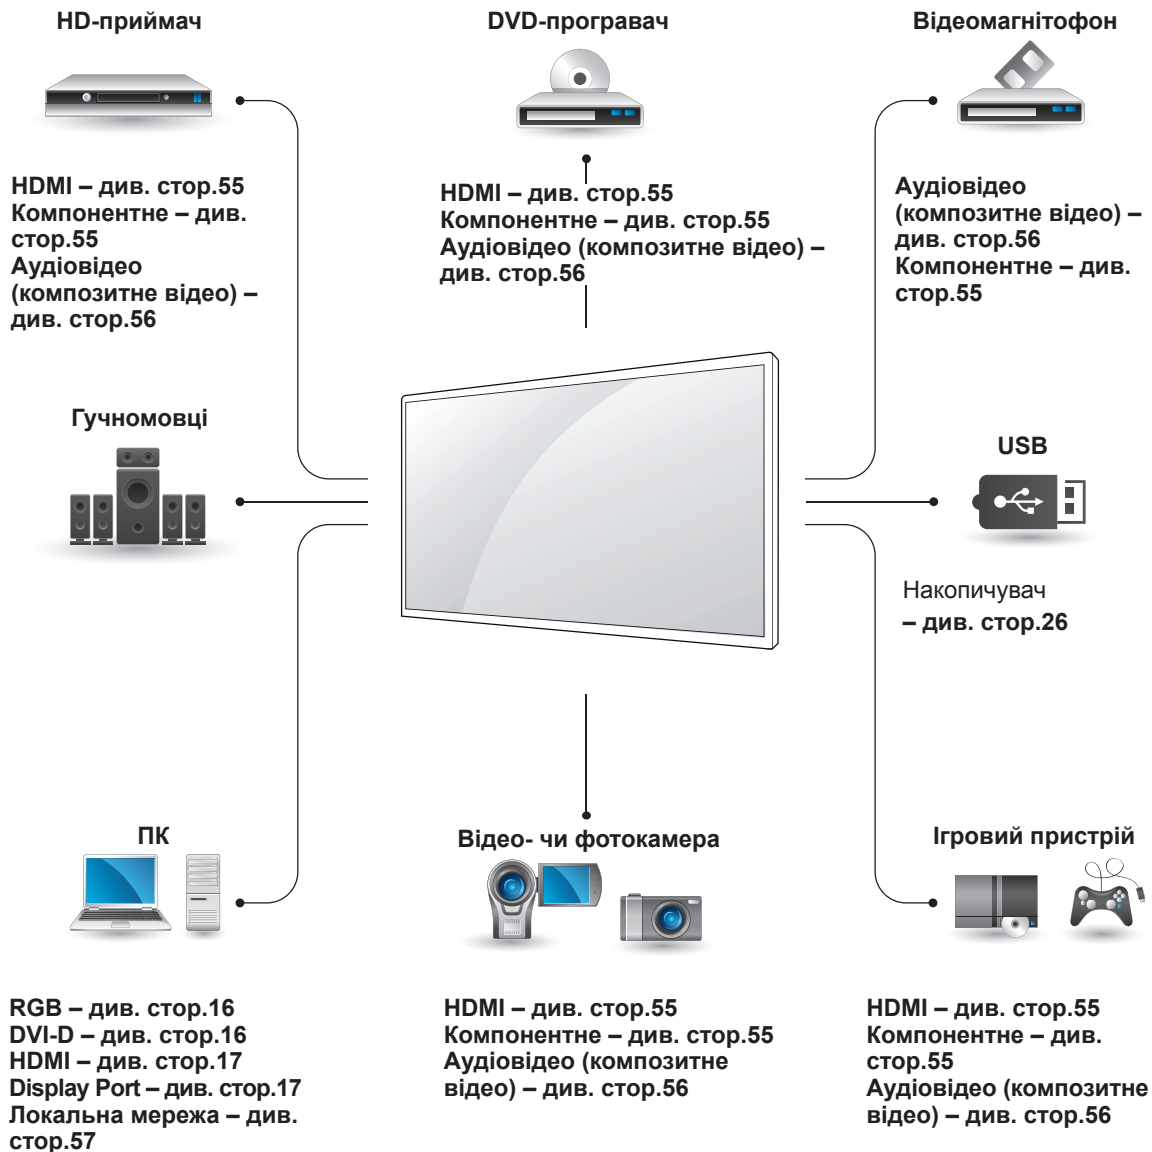 HD-приймач
HDMI – див. стор.55
Компонентне – див.
стор.55
Аудіовідео
(композитне відео) –
див. стор.56
DVD-програвач
HDMI – див. стор.55
Компонентне – див. стор.55
Аудіовідео (композитне відео) –
див. стор.56
Відеомагнітофон
Аудіовідео
(композитне відео) –
див. стор.56
Компонентне – див.
стор.55
Гучномовці
USB
Накопичувач
– див. стор.26
ПК
RGB – див. стор.16
DVI-D – див. стор.16
HDMI – див. стор.17
Display Port – див. стор.17
Локальна мережа – див.
стор.57
Відео- чи фотокамера
HDMI – див. стор.55
Компонентне – див. стор.55
Аудіовідео (композитне
відео) – див. стор.56
Ігровий пристрій
HDMI – див. стор.55
Компонентне – див.
стор.55
Аудіовідео (композитне
відео) – див. стор.56